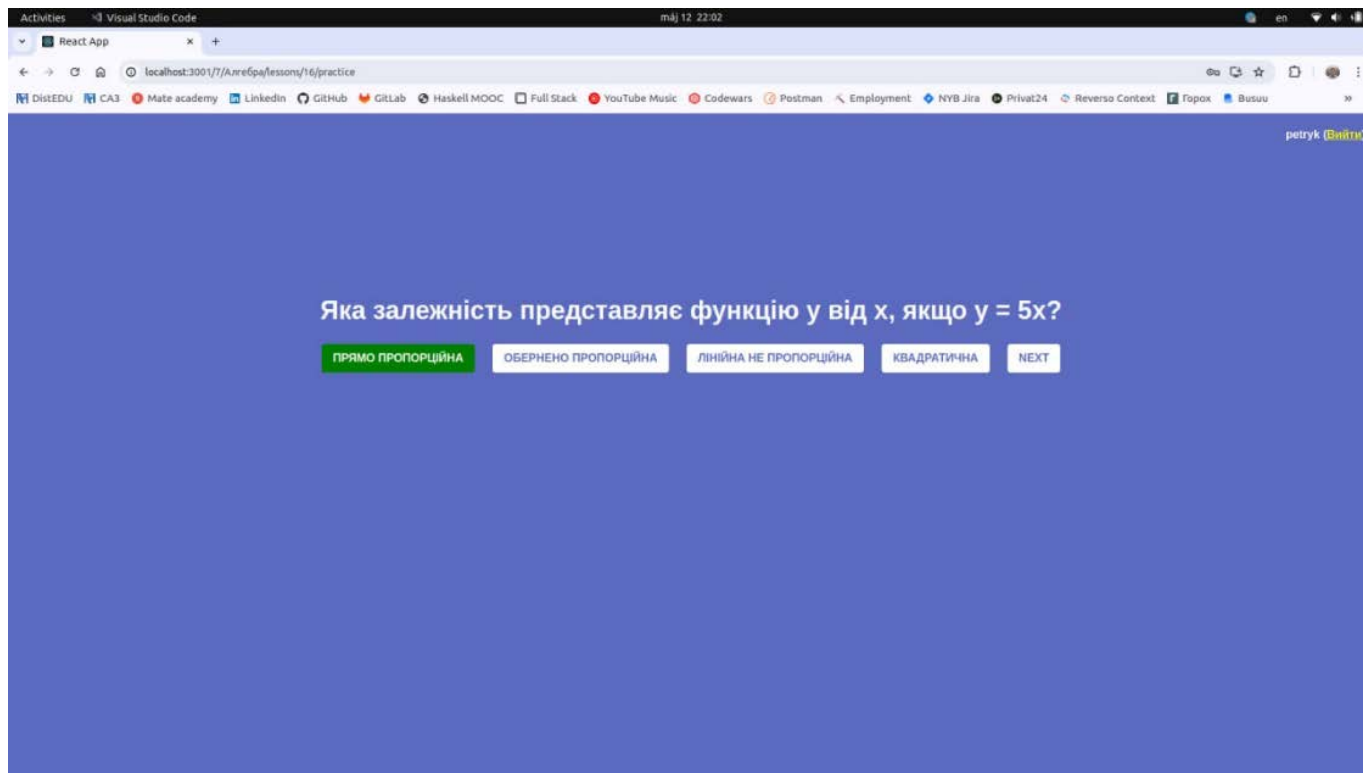 Activities Visual Studio Code máj 12 22:02 en
React App
localhost:3001/7/Алгебра/lessons/16/practice
DistEDU CA3 Mate academy Linkedin GitHub GitLab Haskell MOOC Full Stack YouTube Music Codewars Postman Employment NYB Jira Privat24 Reverso Context Горох Busuu »
petryk (Вийти)
Яка залежність представляє функцію y від x, якщо y = 5x?
ПРЯМО ПРОПОРЦІЙНА ОБЕРНЕНО ПРОПОРЦІЙНА ЛІНІЙНА НЕ ПРОПОРЦІЙНА КВАДРАТИЧНА NEXT